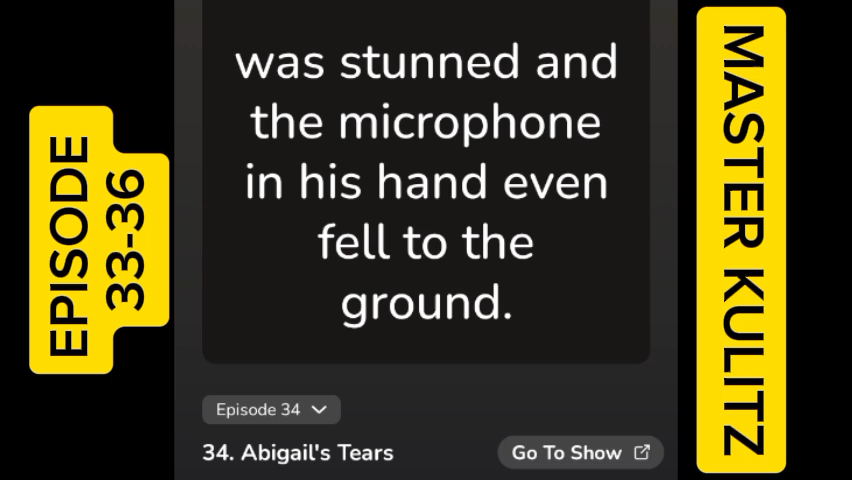 EPISODE
33-36
was stunned and
the microphone
in his hand even
fell to the
ground.
Episode 34
34. Abigail's Tears
Go To Show
MASTER KULITZ